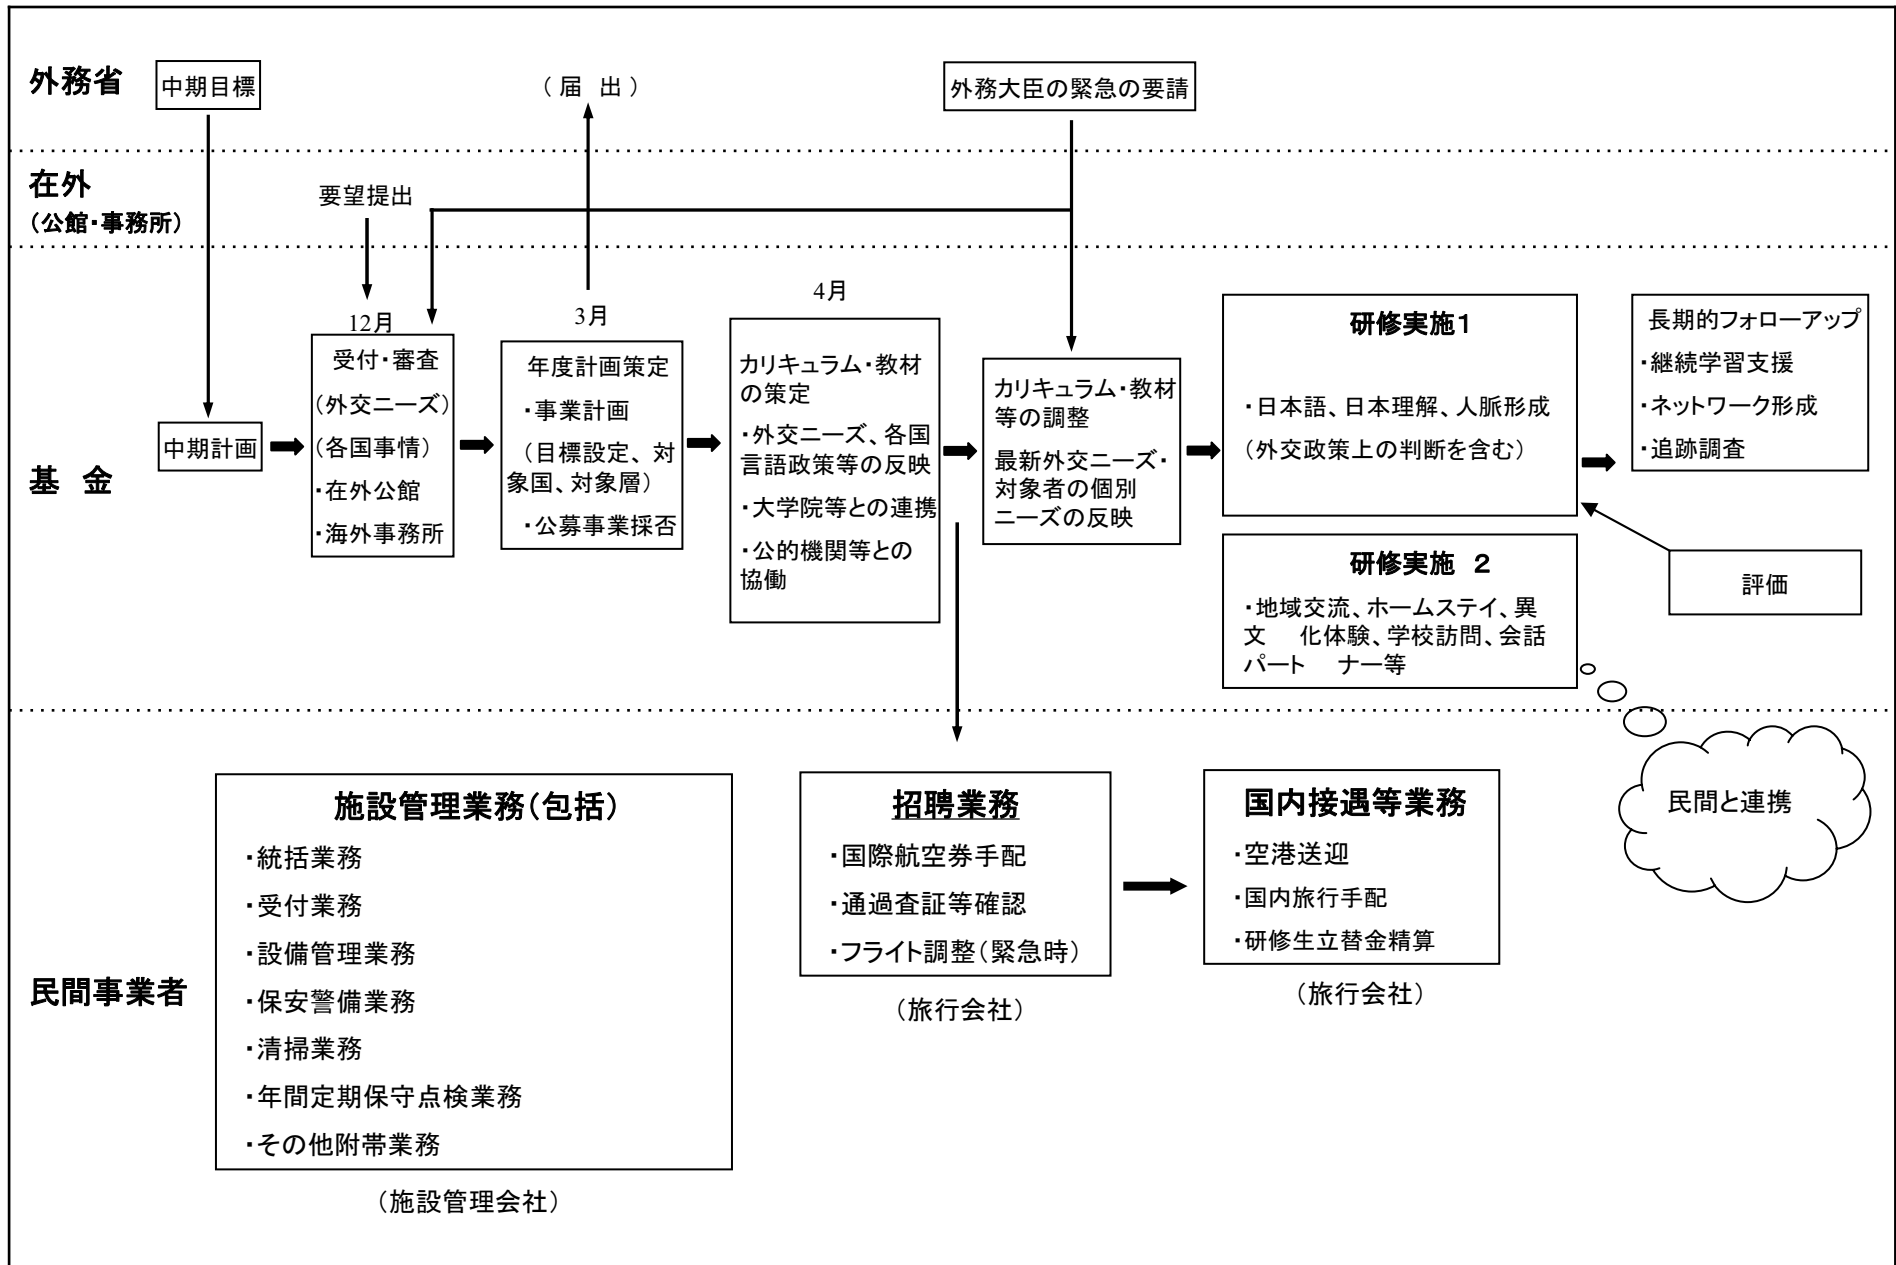 外務省
中期目標
（ 届 出 ）
外務大臣の緊急の要請
在外
（公館・事務所）
要望提出
基 金
中期計画
12月
受付・審査
（外交ニーズ）
（各国事情）
・在外公館
・海外事務所
3月
年度計画策定
・事業計画
（目標設定、対
象国、対象層）
・公募事業採否
4月
カリキュラム・教材
の策定
・外交ニーズ、各国
言語政策等の反映
・大学院等との連携
・公的機関等との
協働
カリキュラム・教材
等の調整
最新外交ニーズ・
対象者の個別
ニーズの反映
研修実施１
・日本語、日本理解、人脈形成
（外交政策上の判断を含む）
研修実施 ２
・地域交流、ホームステイ、異
文 化体験、学校訪問、会話
パート ナー等
長期的フォローアップ
・継続学習支援
・ネットワーク形成
・追跡調査
評価
民間と連携
民間事業者
施設管理業務（包括）
・統括業務
・受付業務
・設備管理業務
・保安警備業務
・清掃業務
・年間定期保守点検業務
・その他附帯業務
（施設管理会社）
招聘業務
・国際航空券手配
・通過査証等確認
・フライト調整（緊急時）
（旅行会社）
国内接遇等業務
・空港送迎
・国内旅行手配
・研修生立替金精算
（旅行会社）